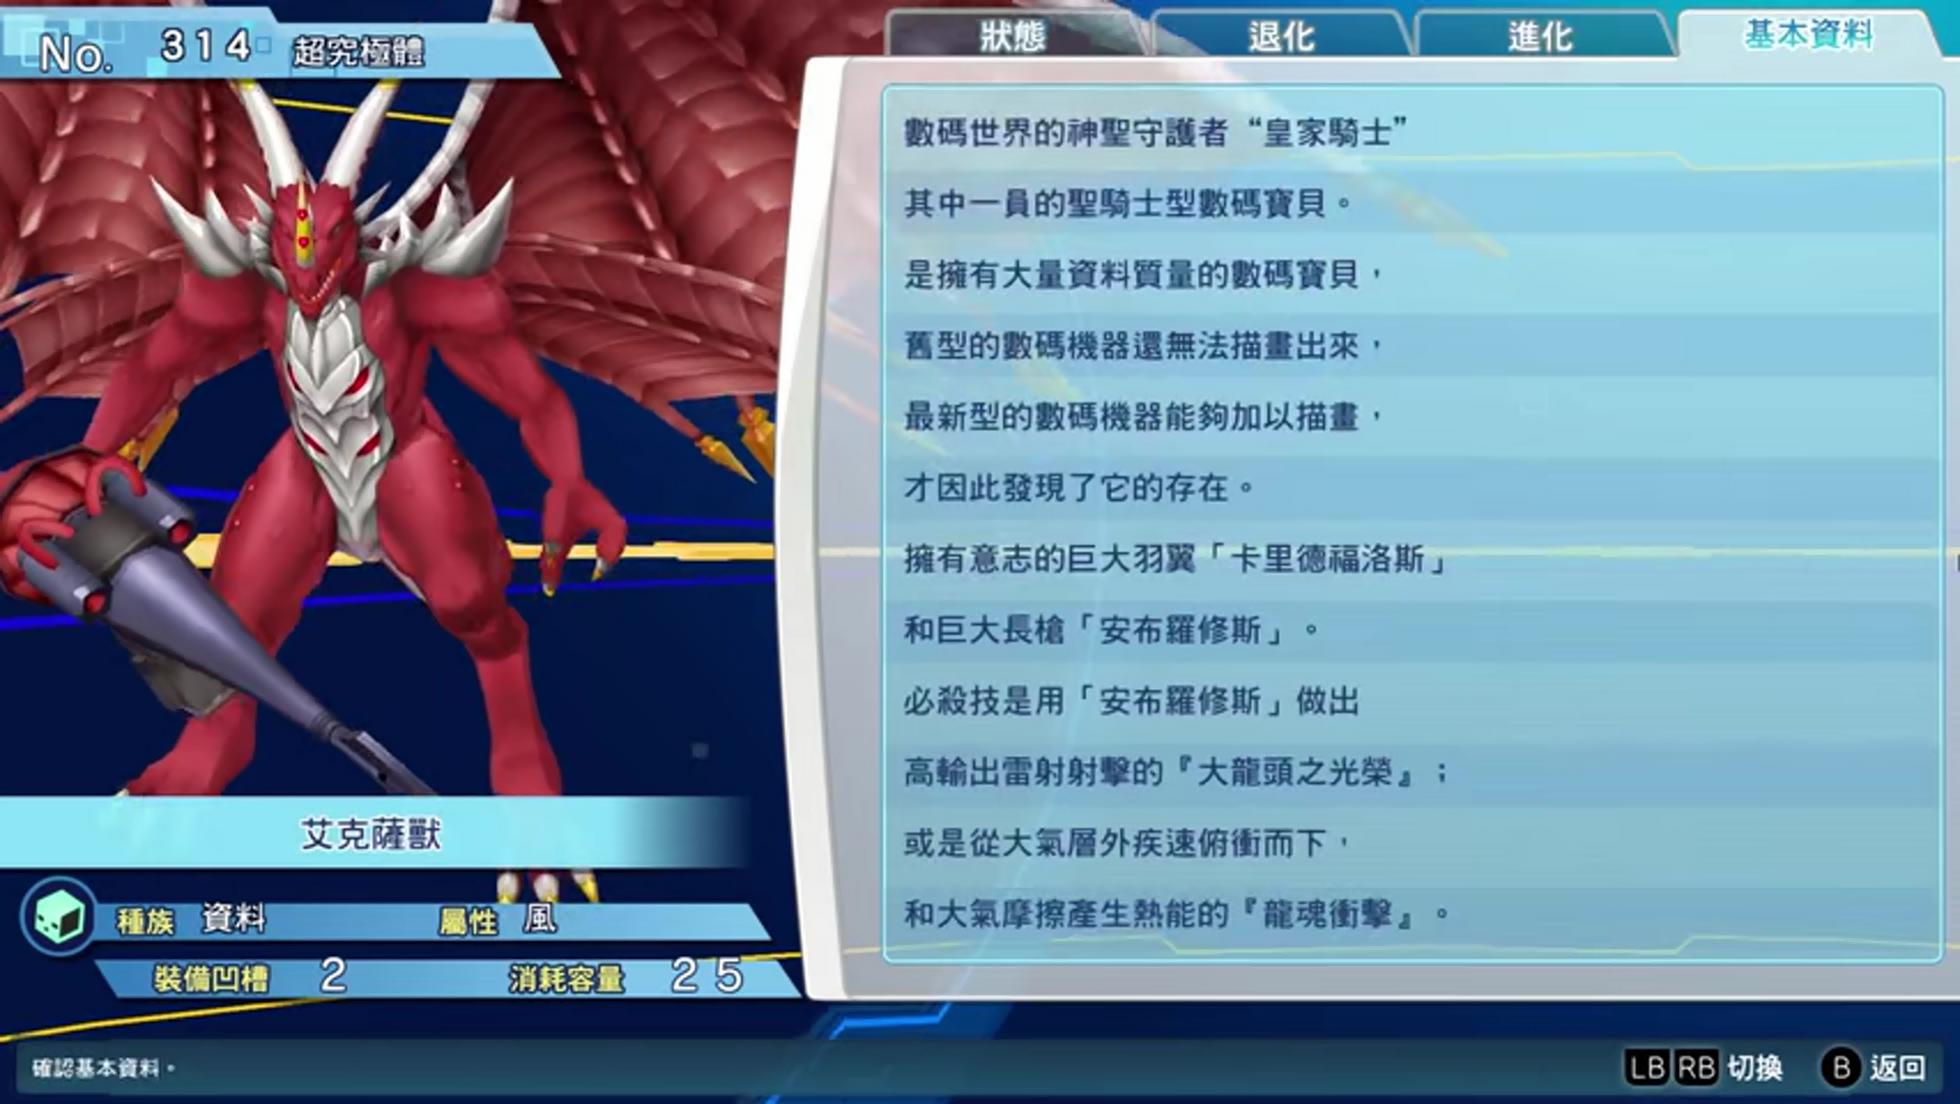 No. 314 超究極體
狀態 退化 進化 基本資料
數碼世界的神聖守護者“皇家騎士”
其中一員的聖騎士型數碼寶貝。
是擁有大量資料質量的數碼寶貝，
舊型的數碼機器還無法描畫出來，
最新型的數碼機器能夠加以描畫，
才因此發現了它的存在。
擁有意志的巨大羽翼「卡里德福洛斯」
和巨大長槍「安布羅修斯」。
必殺技是用「安布羅修斯」做出
高輸出雷射射擊的『大龍頭之光榮』；
或是從大氣層外疾速俯衝而下，
和大氣摩擦產生熱能的『龍魂衝擊』。
艾克薩獸
種族 資料 屬性 風
裝備凹槽 2 消耗容量 25
確認基本資料。
LB RB 切換 B 返回